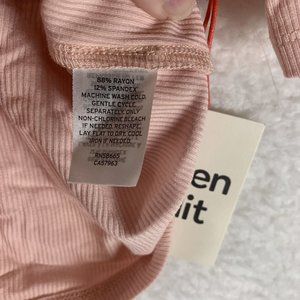 88% RAYON
12% SPANDEX
MACHINE WASH COLD,
GENTLE CYCLE,
SEPARATELY. ONLY
NON-CHLORINE BLEACH
IF NEEDED. RESHAPE,
LAY FLAT TO DRY. COOL
IRON IF NEEDED
RN58665
CA57963
en
it